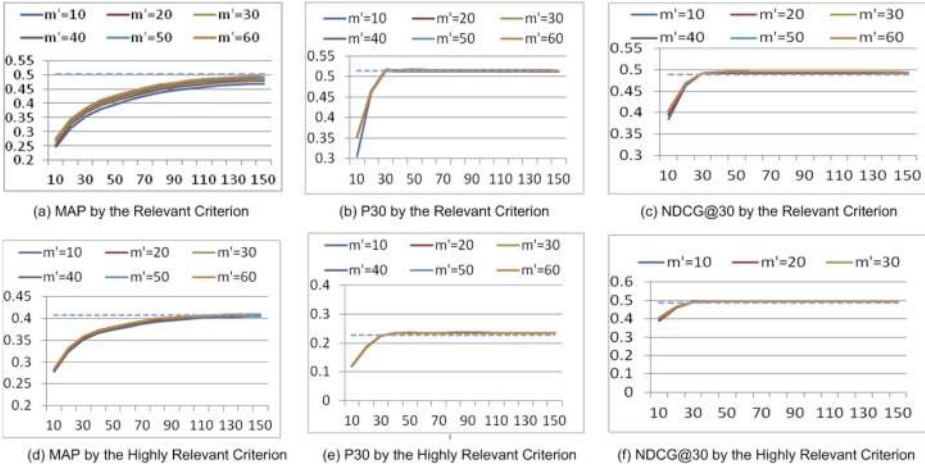 m'=10 m'=20 m'=30
m'=40 m'=50 m'=60
0.55
0.5
0.45
0.4
0.35
0.3
0.25
0.2
10 30 50 70 90 110 130 150
(a) MAP by the Relevant Criterion
m'=10 m'=20 m'=30
m'=40 m'=50 m'=60
0.55
0.5
0.45
0.4
0.35
0.3
10 30 50 70 90 110 130 150
(b) P30 by the Relevant Criterion
m'=10 m'=20 m'=30
m'=40 m'=50 m'=60
0.55
0.5
0.45
0.4
0.35
0.3
10 30 50 70 90 110 130 150
(c) NDCG@30 by the Relevant Criterion
m'=10 m'=20 m'=30
m'=40 m'=50 m'=60
0.45
0.4
0.35
0.3
0.25
0.2
10 30 50 70 90 110 130 150
(d) MAP by the Highly Relevant Criterion
m'=10 m'=20 m'=30
m'=40 m'=50 m'=60
0.4
0.3
0.2
0.1
0
10 30 50 70 90 110 130 150
(e) P30 by the Highly Relevant Criterion
m'=10 m'=20 m'=30
0.6
0.5
0.4
0.3
0.2
0.1
0
10 30 50 70 90 110 130 150
(f) NDCG@30 by the Highly Relevant Criterion